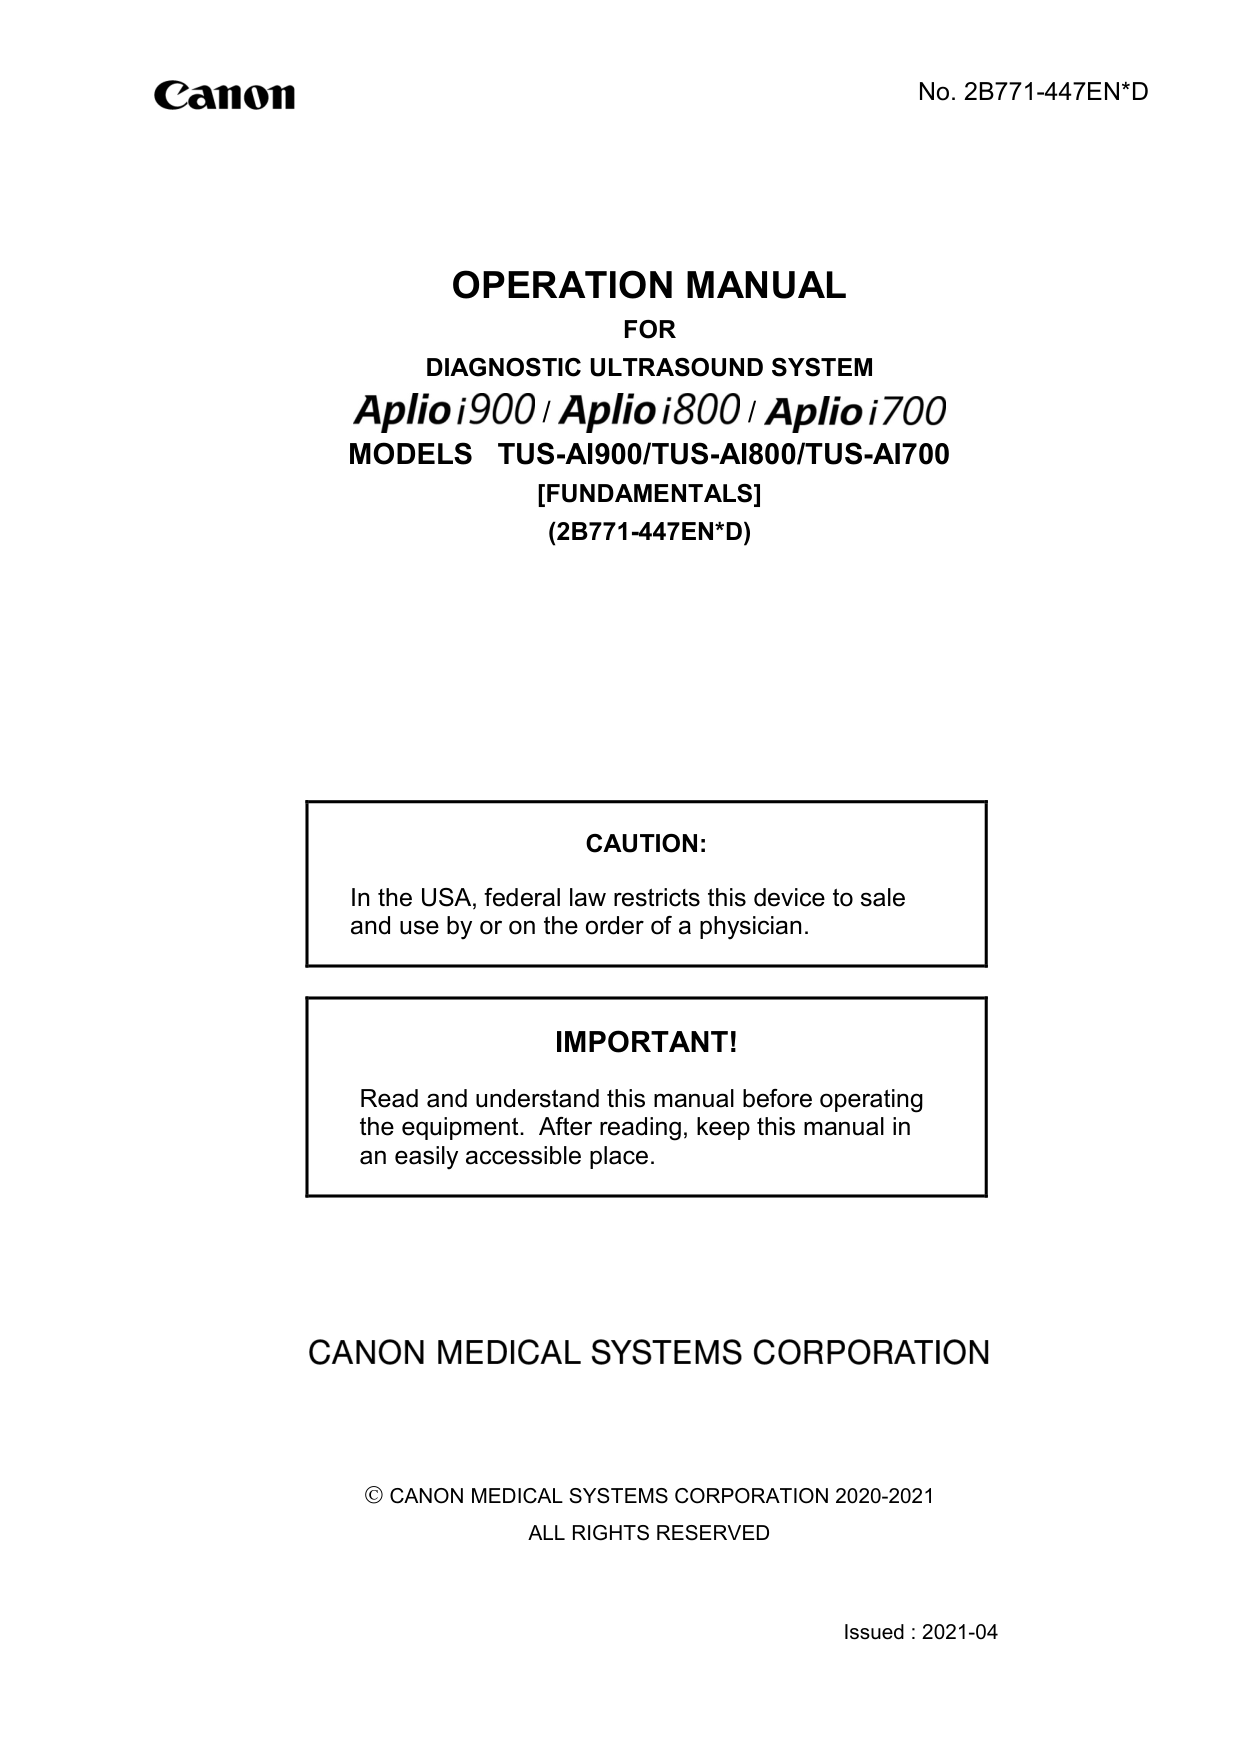 Canon
No. 2B771-447EN*D
OPERATION MANUAL
FOR
DIAGNOSTIC ULTRASOUND SYSTEM
Aplio i900 / Aplio i800 / Aplio i700
MODELS TUS-AI900/TUS-AI800/TUS-AI700
[FUNDAMENTALS]
(2B771-447EN*D)
CAUTION:
In the USA, federal law restricts this device to sale
and use by or on the order of a physician.
IMPORTANT!
Read and understand this manual before operating
the equipment. After reading, keep this manual in
an easily accessible place.
CANON MEDICAL SYSTEMS CORPORATION
© CANON MEDICAL SYSTEMS CORPORATION 2020-2021
ALL RIGHTS RESERVED
Issued : 2021-04